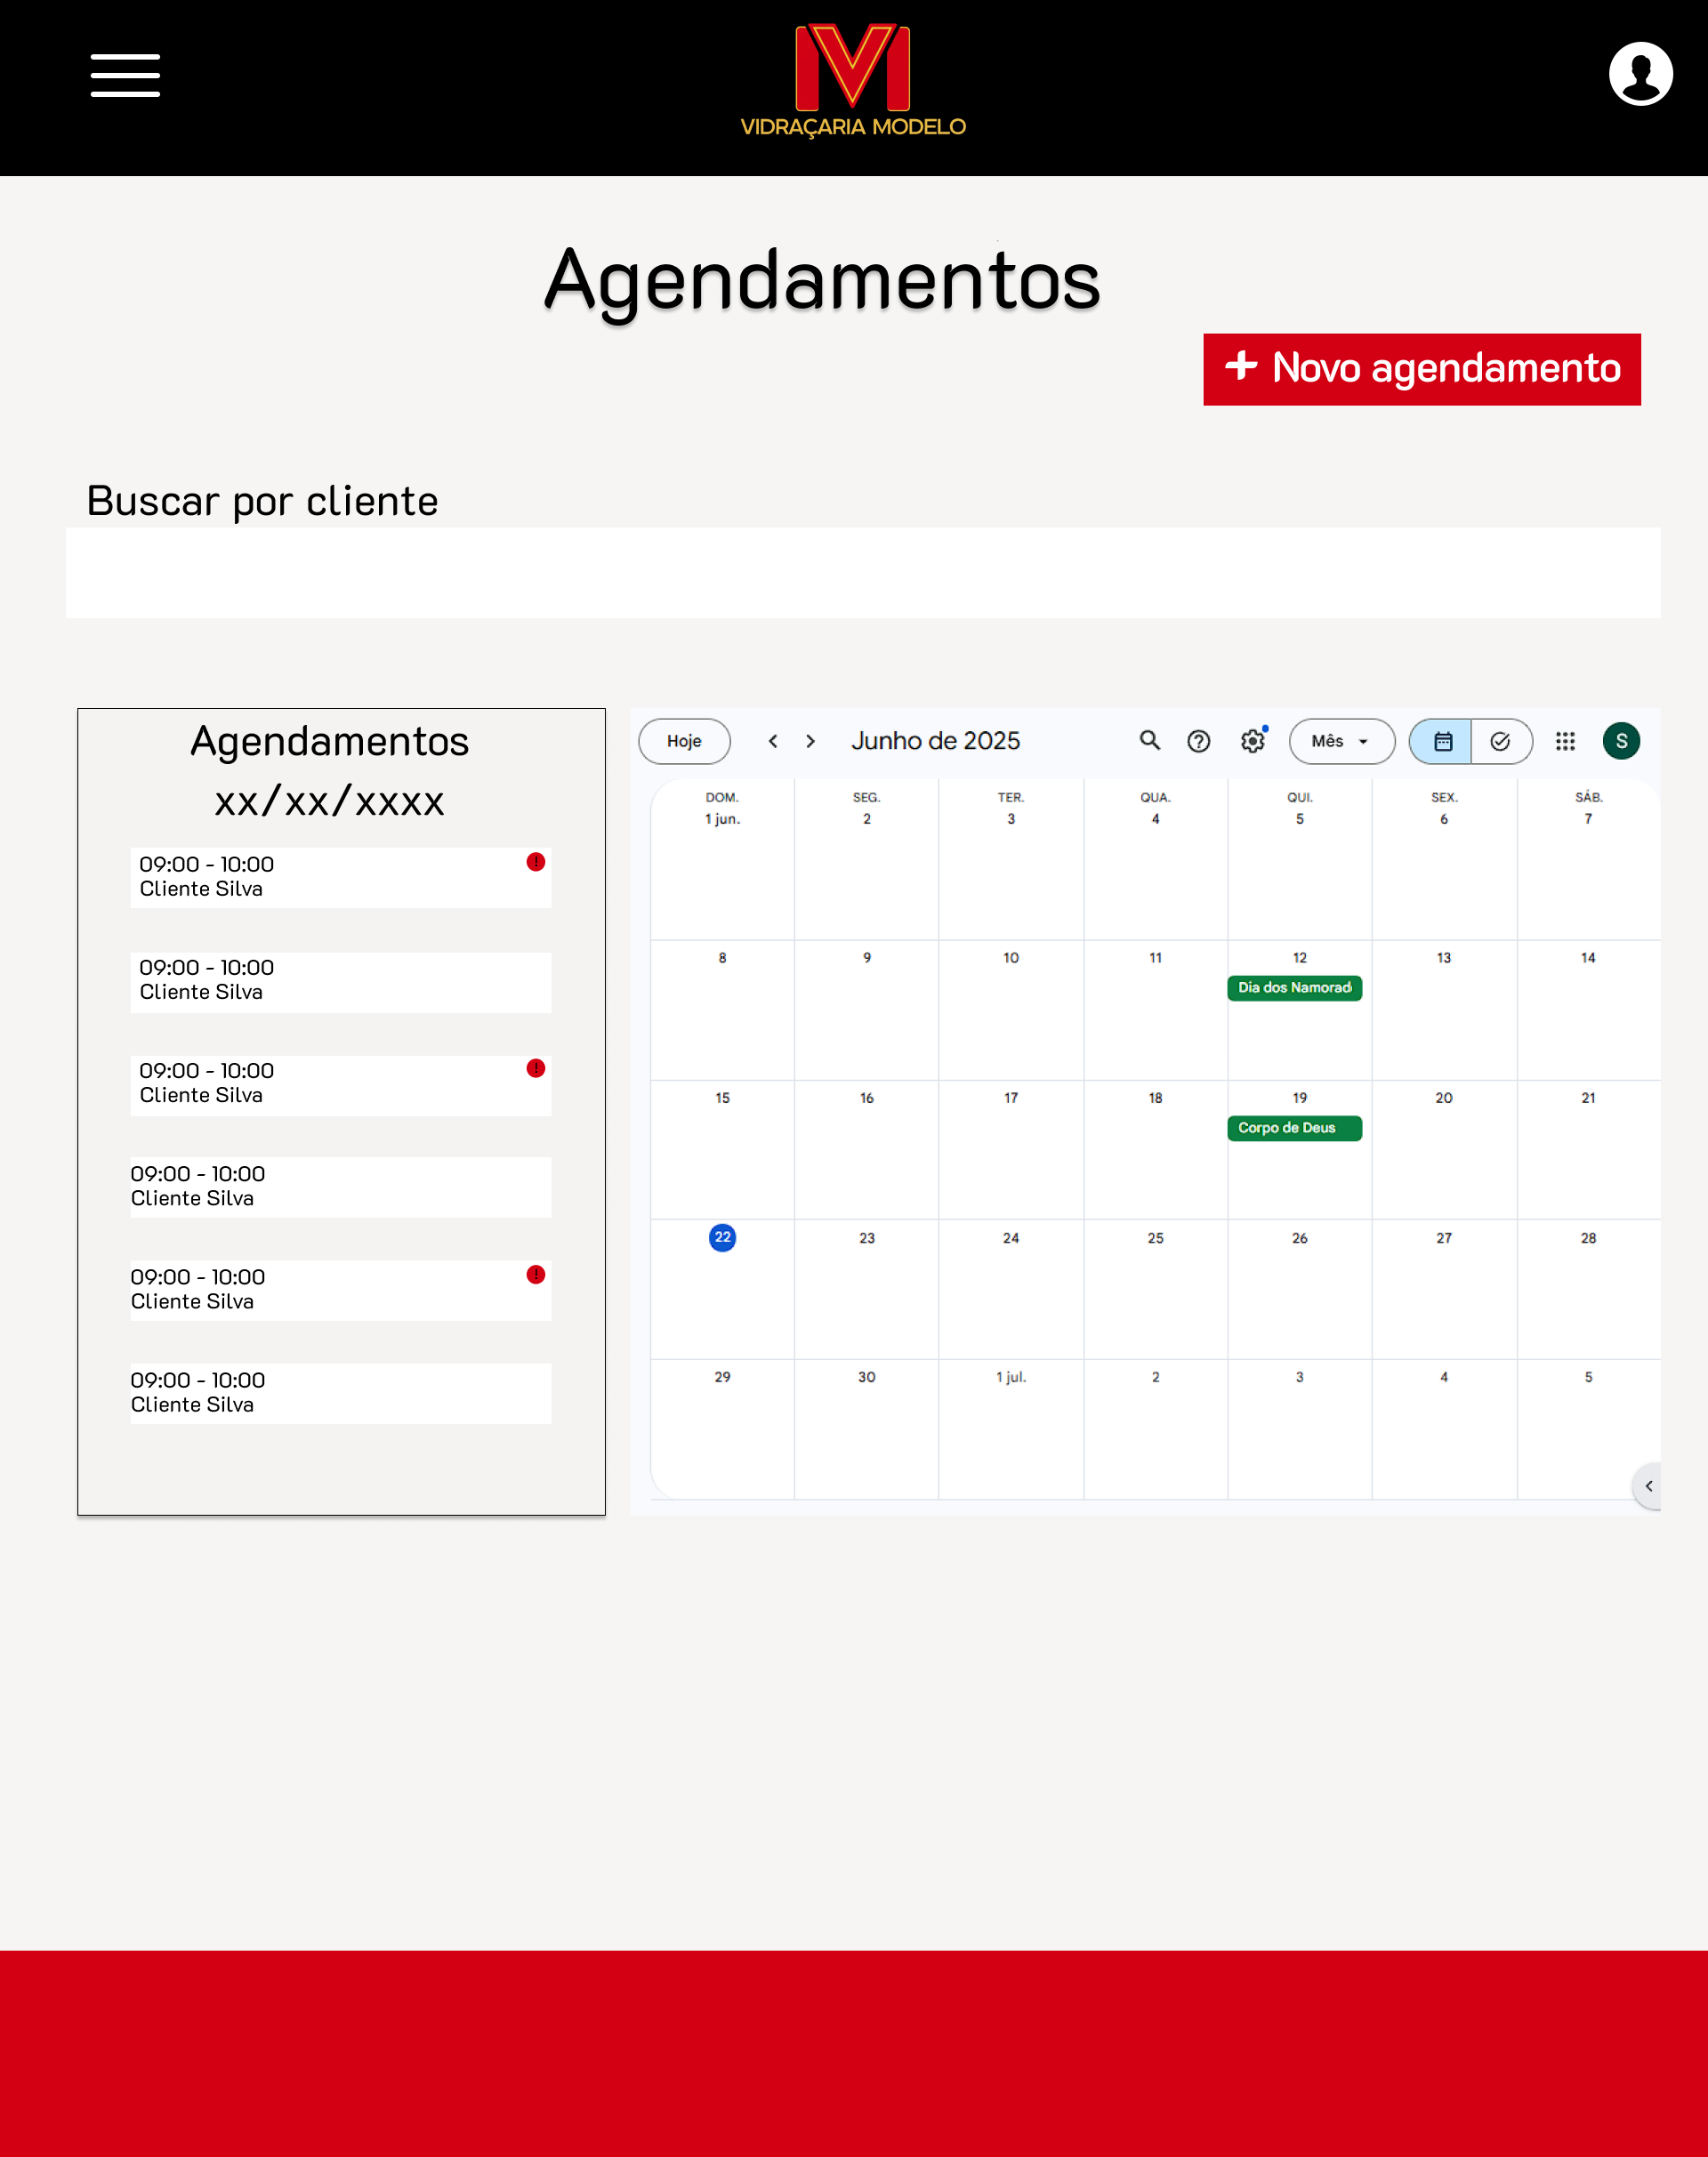 VIDRAÇARIA MODELO
Agendamentos
+ Novo agendamento
Buscar por cliente
Agendamentos
xx/xx/xxxx
09:00 - 10:00
Cliente Silva
09:00 - 10:00
Cliente Silva
09:00 - 10:00
Cliente Silva
09:00 - 10:00
Cliente Silva
09:00 - 10:00
Cliente Silva
09:00 - 10:00
Cliente Silva
Hoje Junho de 2025 Mês S
DOM. SEG. TER. QUA. QUI. SEX. SÁB.
1 jun. 2 3 4 5 6 7
8 9 10 11 12 13 14
Dia dos Namorad
15 16 17 18 19 20 21
Corpo de Deus
22 23 24 25 26 27 28
29 30 1 jul. 2 3 4 5